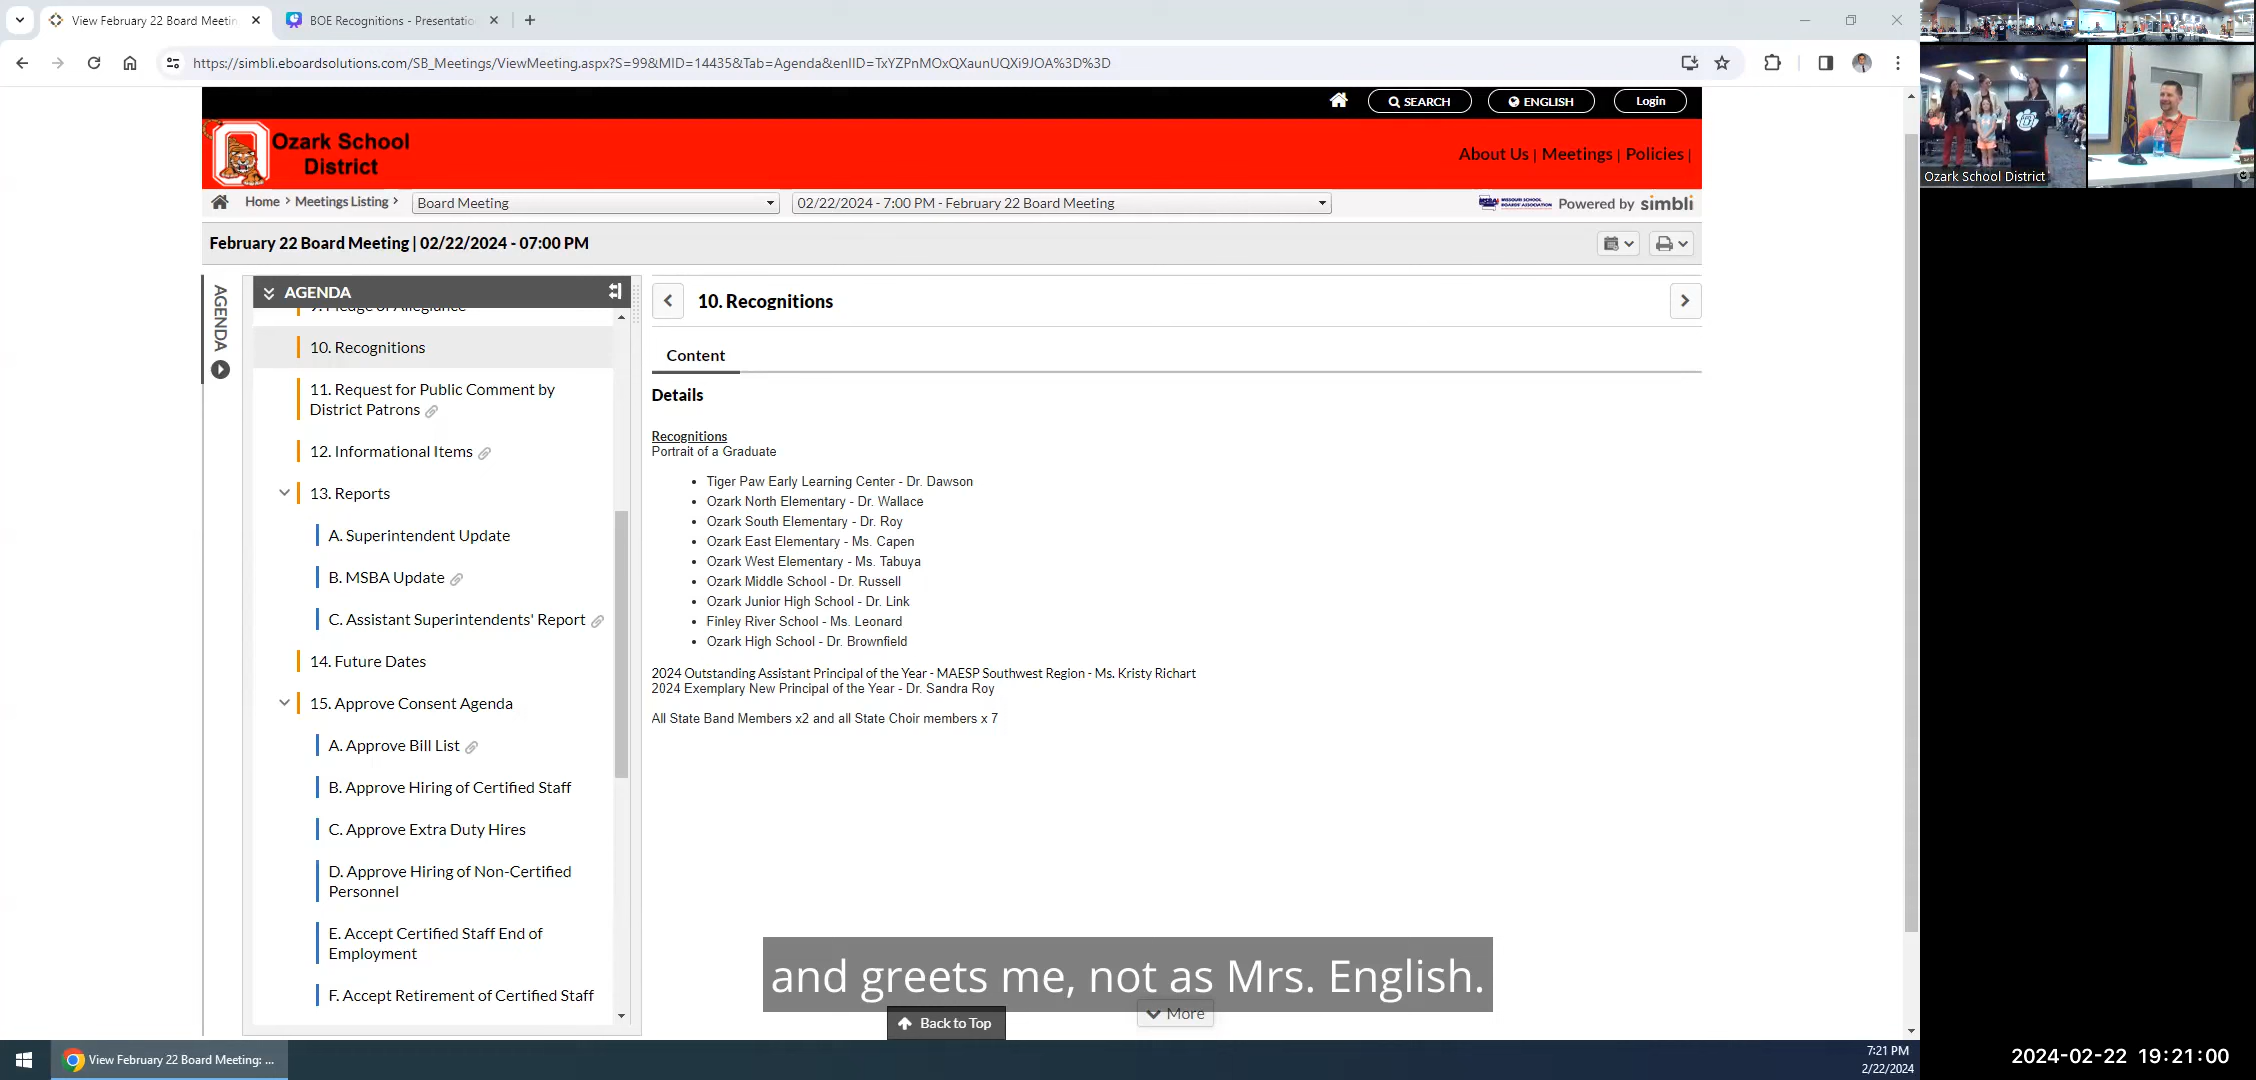 View February 22 Board Meetin
BOE Recognitions - Presentatio
https://simbli.eboardsolutions.com/SB_Meetings/ViewMeeting.aspx?S=99&MID=14435&Tab=Agenda&enIID=TxYZPnMOxQXaunUQXi9JOA%3D%3D
SEARCH
ENGLISH
Login
Ozark School
District
About Us | Meetings | Policies |
Home > Meetings Listing >
Board Meeting
02/22/2024 - 7:00 PM - February 22 Board Meeting
Powered by simbli
February 22 Board Meeting | 02/22/2024 - 07:00 PM
AGENDA
AGENDA
9. Pledge of Allegiance
10. Recognitions
11. Request for Public Comment by
District Patrons
12. Informational Items
13. Reports
A. Superintendent Update
B. MSBA Update
C. Assistant Superintendents' Report
14. Future Dates
15. Approve Consent Agenda
A. Approve Bill List
B. Approve Hiring of Certified Staff
C. Approve Extra Duty Hires
D. Approve Hiring of Non-Certified
Personnel
E. Accept Certified Staff End of
Employment
F. Accept Retirement of Certified Staff
10. Recognitions
Content
Details
Recognitions
Portrait of a Graduate
• Tiger Paw Early Learning Center - Dr. Dawson
• Ozark North Elementary - Dr. Wallace
• Ozark South Elementary - Dr. Roy
• Ozark East Elementary - Ms. Capen
• Ozark West Elementary - Ms. Tabuya
• Ozark Middle School - Dr. Russell
• Ozark Junior High School - Dr. Link
• Finley River School - Ms. Leonard
• Ozark High School - Dr. Brownfield
2024 Outstanding Assistant Principal of the Year - MAESP Southwest Region - Ms. Kristy Richart
2024 Exemplary New Principal of the Year - Dr. Sandra Roy
All State Band Members x2 and all State Choir members x 7
and greets me, not as Mrs. English.
More
Back to Top
View February 22 Board Meeting: ...
7:21 PM
2/22/2024
Ozark School District
2024-02-22 19:21:00